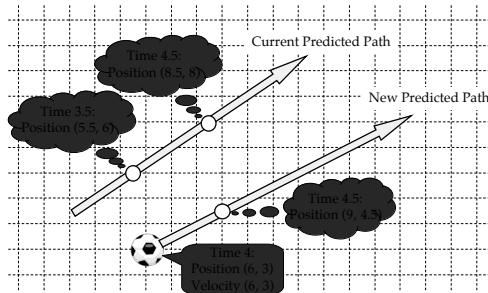 Time 4.5:
Position (8.5, 8)
Current Predicted Path
Time 3.5:
Position (5.5, 6)
New Predicted Path
Time 4.5:
Position (9, 4.5)
Time 4:
Position (6, 3)
Velocity (6, 3)